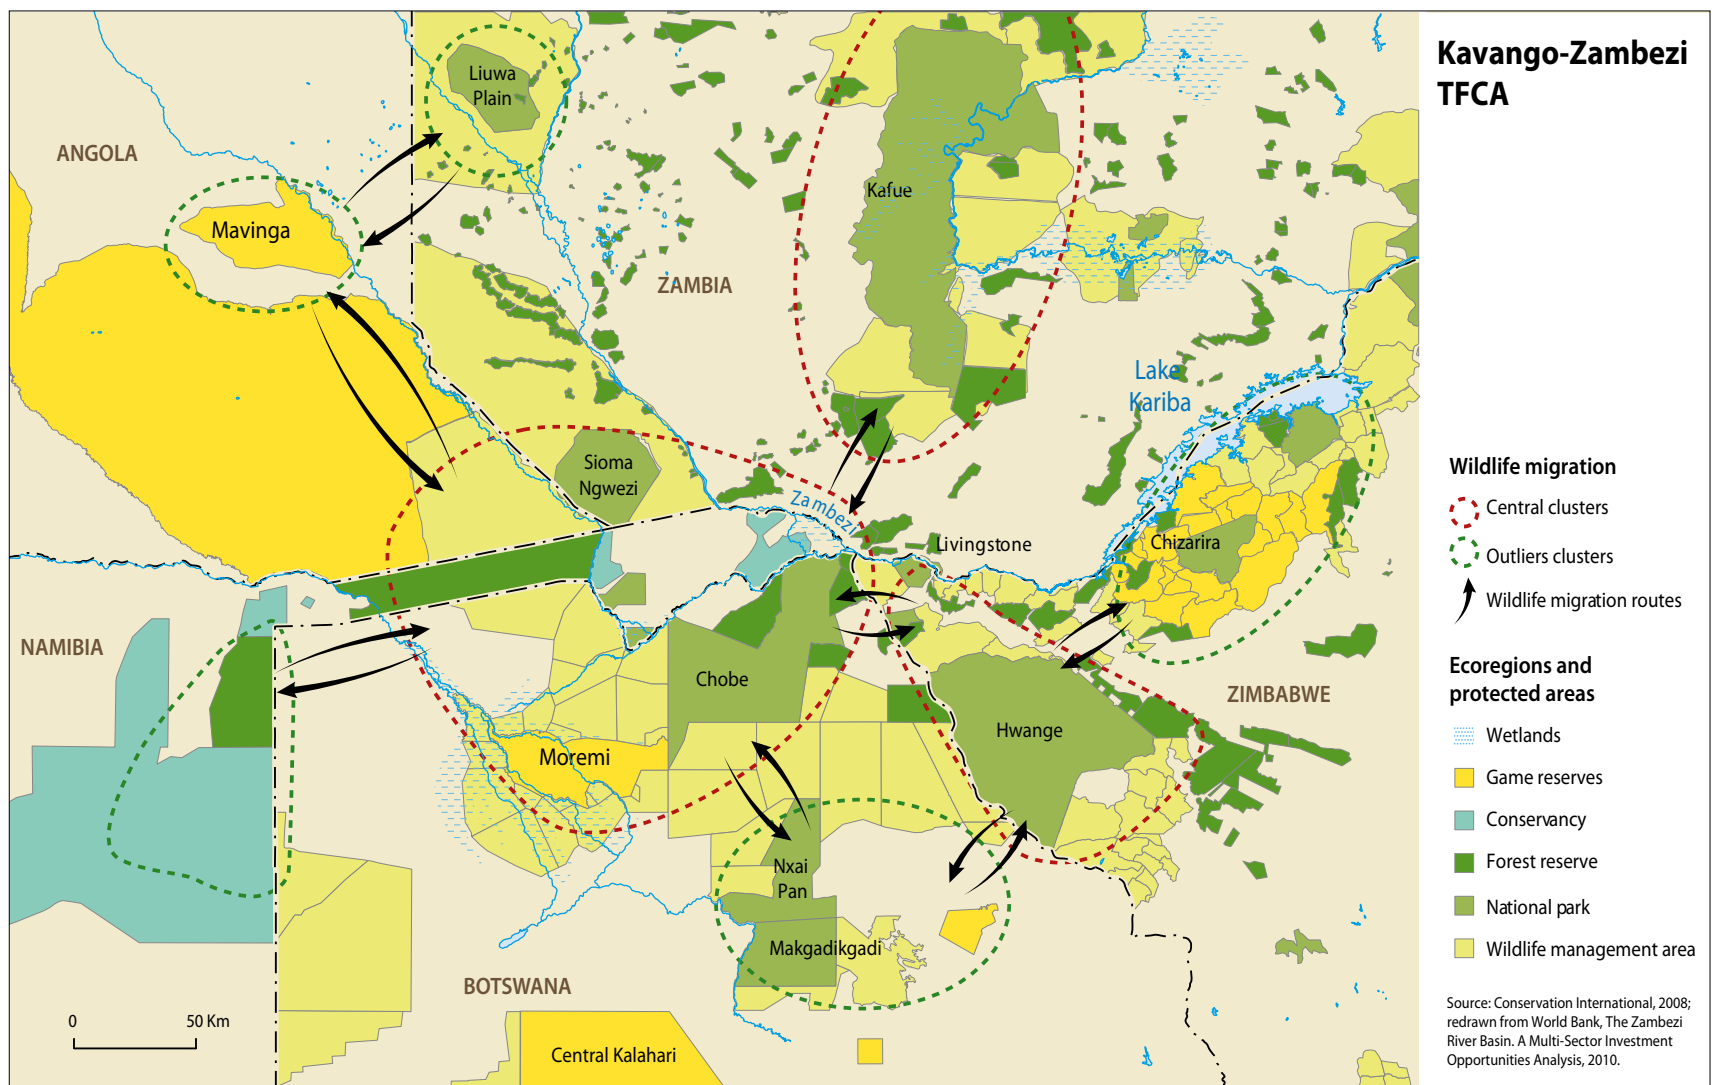 Kavango-Zambezi
TFCA
Liuwa
Plain
ANGOLA
Mavinga
Kafue
ZAMBIA
Lake
Kariba
Sioma
Ngwezi
Zambezi
Livingstone
Chizarira
NAMIBIA
Chobe
ZIMBABWE
Hwange
Moremi
Nxai
Pan
Makgadikgadi
BOTSWANA
0 50 Km
Central Kalahari
Wildlife migration
Central clusters
Outliers clusters
Wildlife migration routes
Ecoregions and
protected areas
Wetlands
Game reserves
Conservancy
Forest reserve
National park
Wildlife management area
Source: Conservation International, 2008;
redrawn from World Bank, The Zambezi
River Basin. A Multi-Sector Investment
Opportunities Analysis, 2010.